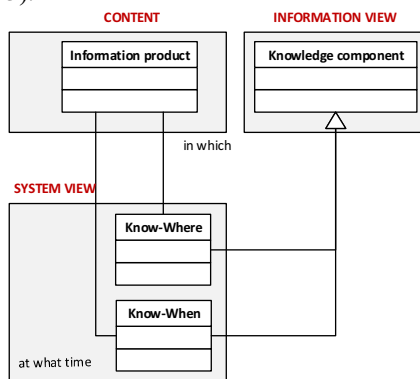 CONTENT
INFORMATION VIEW
Information product
Knowledge component
in which
SYSTEM VIEW
Know-Where
Know-When
at what time